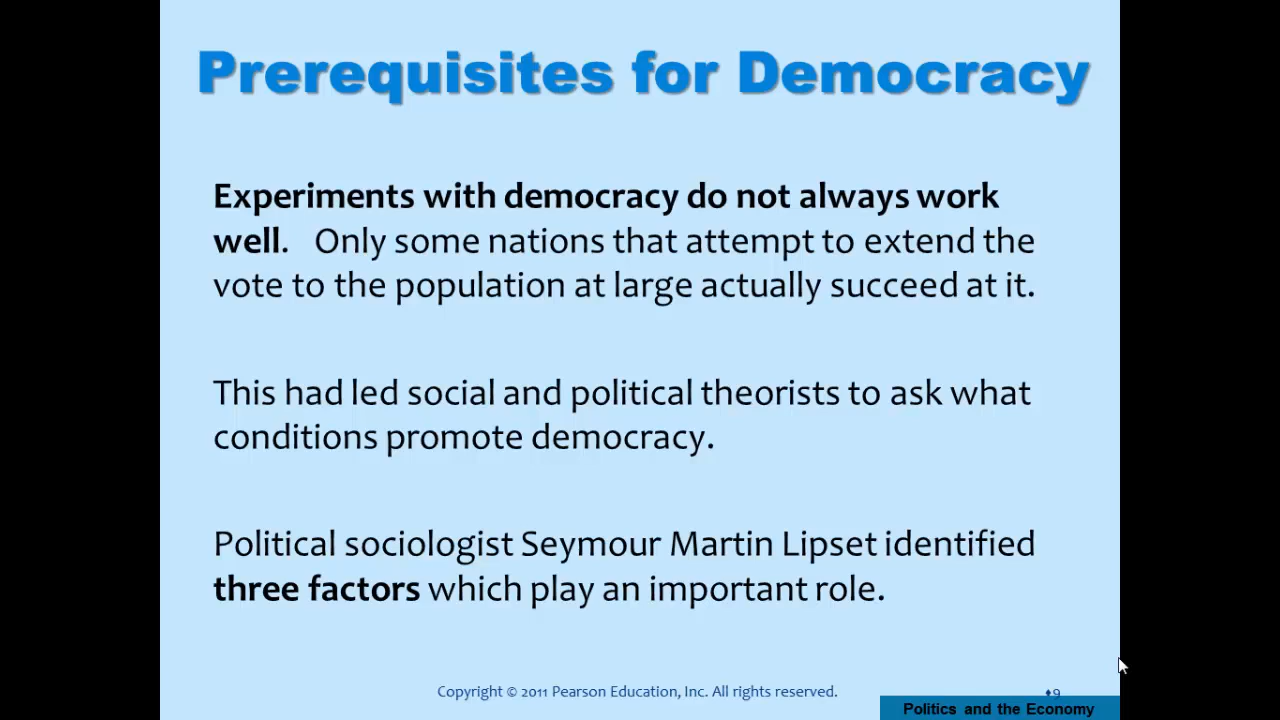 Prerequisites for Democracy
Experiments with democracy do not always work
well. Only some nations that attempt to extend the
vote to the population at large actually succeed at it.
This had led social and political theorists to ask what
conditions promote democracy.
Political sociologist Seymour Martin Lipset identified
three factors which play an important role.
Copyright © 2011 Pearson Education, Inc. All rights reserved.
♦9
Politics and the Economy